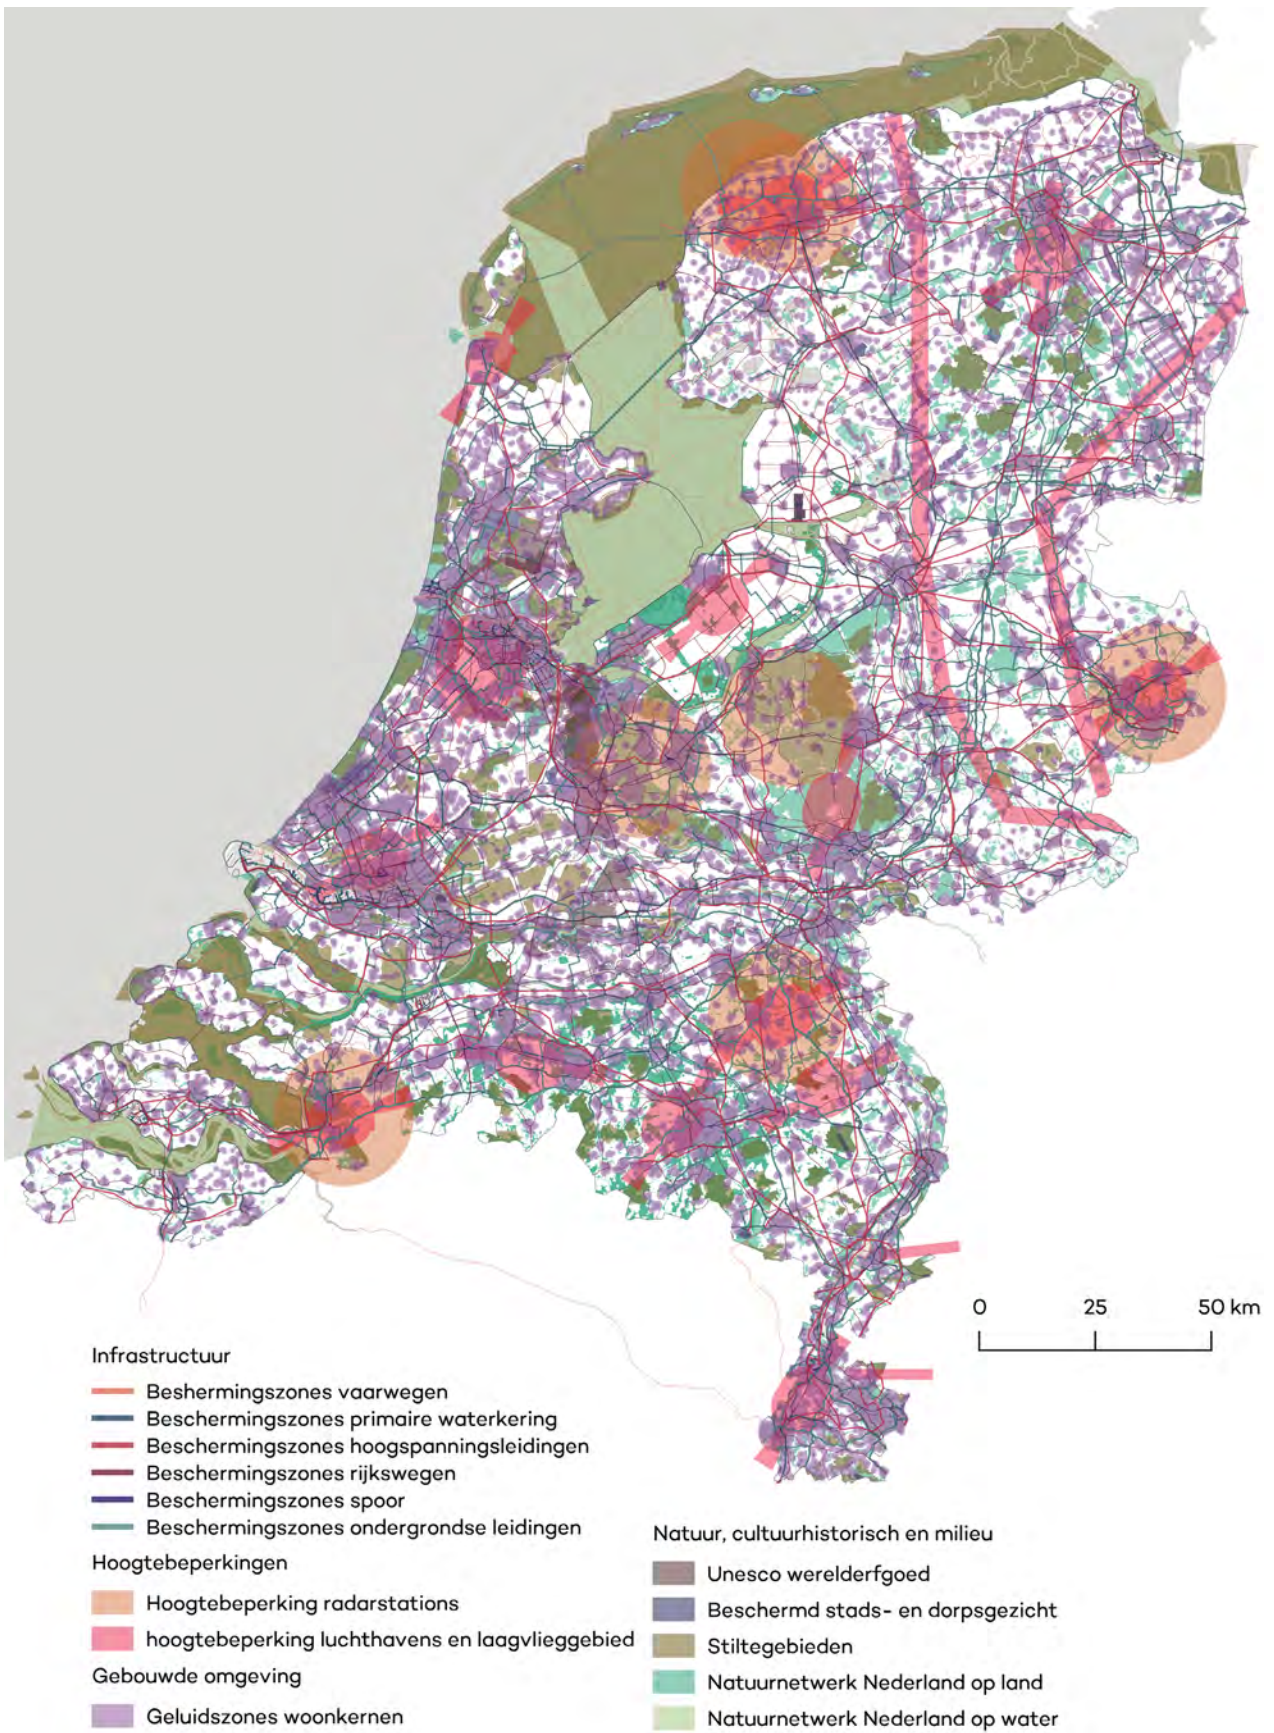 0 25 50 km
Infrastructuur
Beshermingszones vaarwegen
Beschermingszones primaire waterkering
Beschermingszones hoogspanningsleidingen
Beschermingszones rijkswegen
Beschermingszones spoor
Beschermingszones ondergrondse leidingen
Hoogtebeperkingen
Hoogtebeperking radarstations
hoogtebeperking luchthavens en laagvlieggebied
Gebouwde omgeving
Geluidszones woonkernen
Natuur, cultuurhistorisch en milieu
Unesco werelderfgoed
Beschermd stads- en dorpsgezicht
Stiltegebieden
Natuurnetwerk Nederland op land
Natuurnetwerk Nederland op water